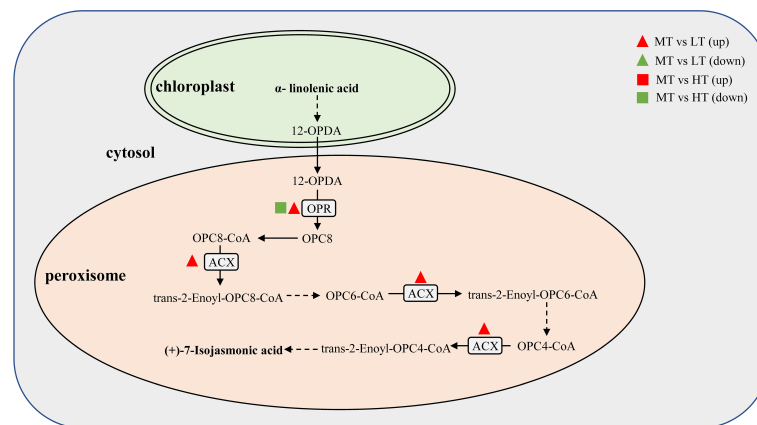 MT vs LT (up)
MT vs LT (down)
MT vs HT (up)
MT vs HT (down)
chloroplast
α- linolenic acid
12-OPDA
cytosol
12-OPDA
OPR
OPC8-CoA
OPC8
ACX
peroxisome
trans-2-Enoyl-OPC8-CoA
OPC6-CoA
ACX
trans-2-Enoyl-OPC6-CoA
(+)-7-Isojasmonic acid
trans-2-Enoyl-OPC4-CoA
ACX
OPC4-CoA